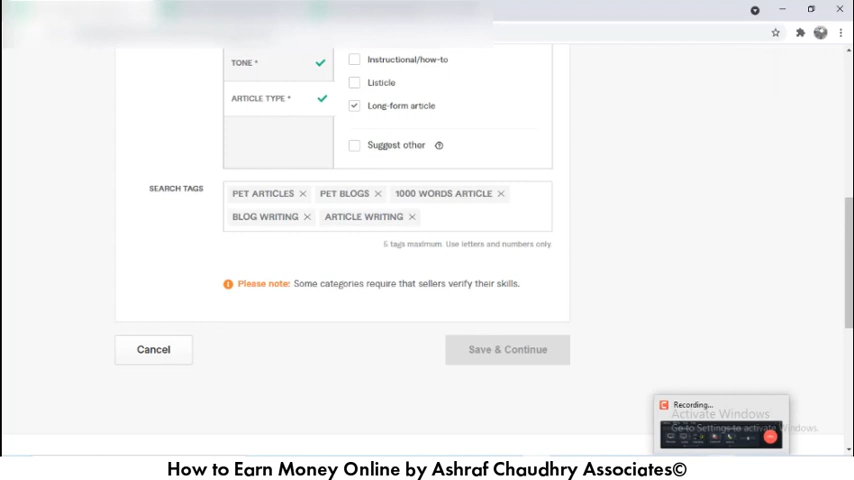 TONE *
Instructional/how-to
Listicle
ARTICLE TYPE *
Long-form article
Suggest other
SEARCH TAGS
PET ARTICLES × PET BLOGS × 1000 WORDS ARTICLE ×
BLOG WRITING × ARTICLE WRITING ×
5 tags maximum. Use letters and numbers only.
Please note: Some categories require that sellers verify their skills.
Cancel
Save & Continue
Recording...
Activate Windows
Go to Settings to activate Windows.
How to Earn Money Online by Ashraf Chaudhry Associates©